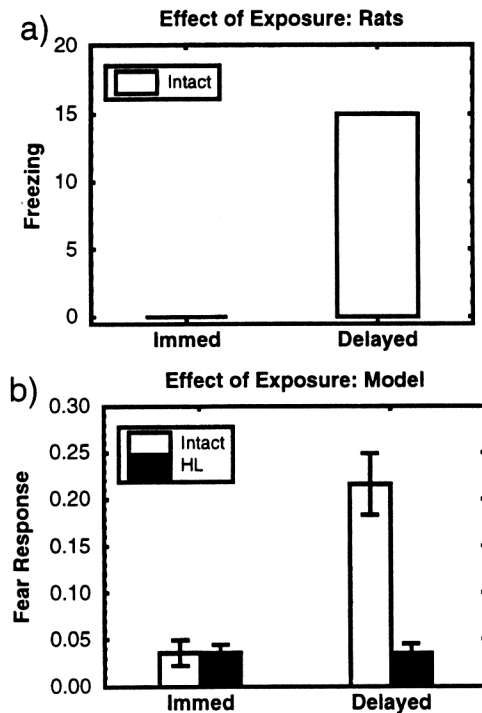 a)
Effect of Exposure: Rats
20
15
10
5
0
Freezing
Intact
Immed Delayed
b)
Effect of Exposure: Model
0.30
0.25
0.20
0.15
0.10
0.05
0.00
Fear Response
Intact
HL
Immed Delayed